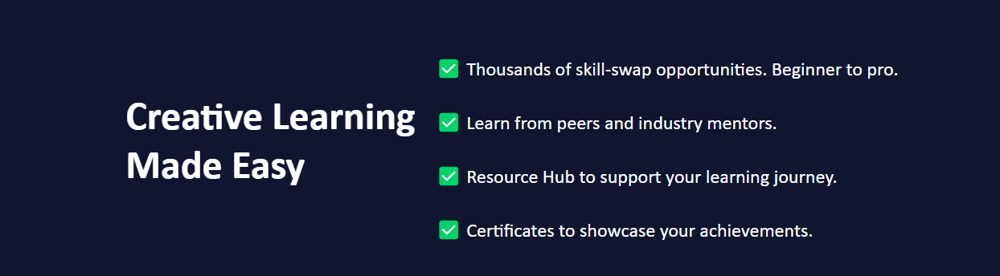 Creative Learning
Made Easy
Thousands of skill-swap opportunities. Beginner to pro.
Learn from peers and industry mentors.
Resource Hub to support your learning journey.
Certificates to showcase your achievements.